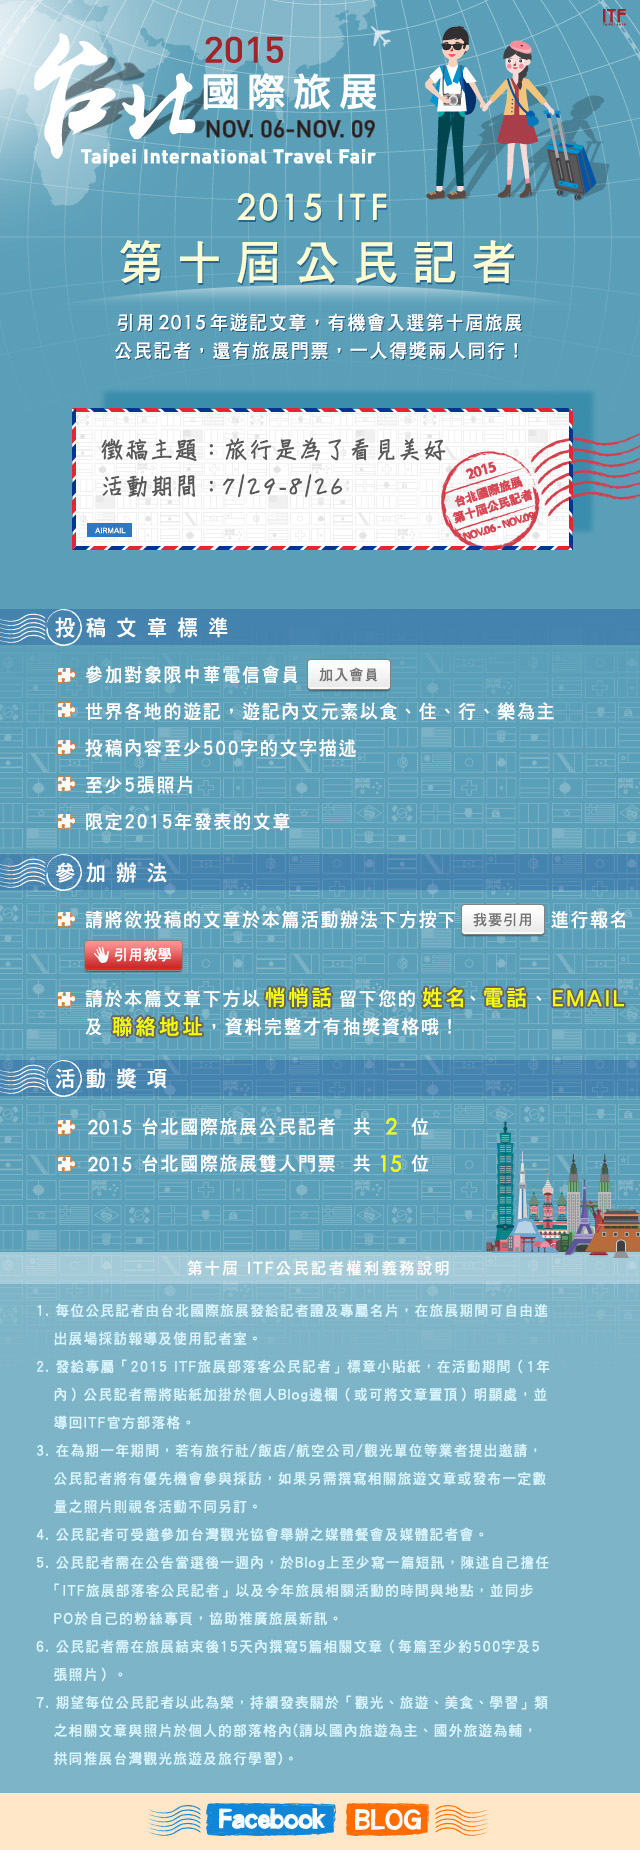 ITF
2015
台北
國際旅展
NOV. 06-NOV. 09
Taipei International Travel Fair
2015 ITF
第十屆公民記者
引用2015年遊記文章，有機會入選第十屆旅展
公民記者，還有旅展門票，一人得獎兩人同行！
徵稿主題：旅行是為了看見美好
活動期間：7/29-8/26
2015
台北國際旅展
第十屆公民記者
NOV.06 - NOV.09
AIRMAIL
投稿文章標準
參加對象限中華電信會員 加入會員
世界各地的遊記，遊記內文元素以食、住、行、樂為主
投稿內容至少500字的文字描述
至少5張照片
限定2015年發表的文章
參加辦法
請將欲投稿的文章於本篇活動辦法下方按下 我要引用 進行報名
引用教學
請於本篇文章下方以 悄悄話 留下您的 姓名、電話、EMAIL
及 聯絡地址，資料完整才有抽獎資格哦！
活動獎項
2015 台北國際旅展公民記者 共 2 位
2015 台北國際旅展雙人門票 共 15 位
第十屆 ITF公民記者權利義務說明
1. 每位公民記者由台北國際旅展發給記者證及專屬名片，在旅展期間可自由進
出展場採訪報導及使用記者室。
2. 發給專屬「2015 ITF旅展部落客公民記者」標章小貼紙，在活動期間（1年
內）公民記者需將貼紙加掛於個人Blog邊欄（或可將文章置頂）明顯處，並
導回ITF官方部落格。
3. 在為期一年期間，若有旅行社/飯店/航空公司/觀光單位等業者提出邀請，
公民記者將有優先機會參與採訪，如果另需撰寫相關旅遊文章或發布一定數
量之照片則視各活動不同另訂。
4. 公民記者可受邀參加台灣觀光協會舉辦之媒體餐會及媒體記者會。
5. 公民記者需在公告當選後一週內，於Blog上至少寫一篇短訊，陳述自己擔任
「ITF旅展部落客公民記者」以及今年旅展相關活動的時間與地點，並同步
PO於自己的粉絲專頁，協助推廣旅展新訊。
6. 公民記者需在旅展結束後15天內撰寫5篇相關文章（每篇至少約500字及5
張照片）。
7. 期望每位公民記者以此為榮，持續發表關於「觀光、旅遊、美食、學習」類
之相關文章與照片於個人的部落格內(請以國內旅遊為主、國外旅遊為輔，
拱同推展台灣觀光旅遊及旅行學習)。
Facebook BLOG